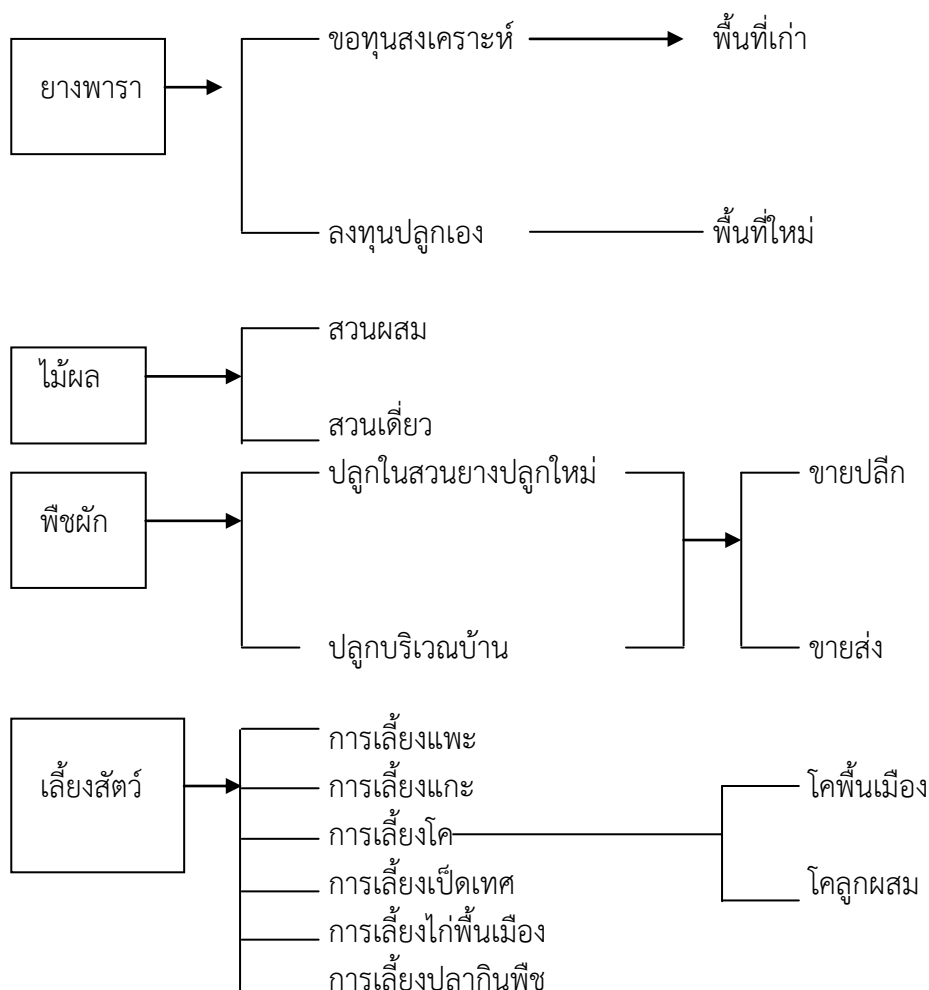 ขอทุนสงเคราะห์ พื้นที่เก่า
ยางพารา
ลงทุนปลูกเอง พื้นที่ใหม่
สวนผสม
ไม้ผล
สวนเดี่ยว
ปลูกในสวนยางปลูกใหม่ ขายปลีก
พืชผัก
ปลูกบริเวณบ้าน ขายส่ง
การเลี้ยงแพะ
เลี้ยงสัตว์ การเลี้ยงแกะ โคพื้นเมือง
การเลี้ยงโค
การเลี้ยงเป็ดเทศ โคลูกผสม
การเลี้ยงไก่พื้นเมือง
การเลี้ยงปลากินพืช